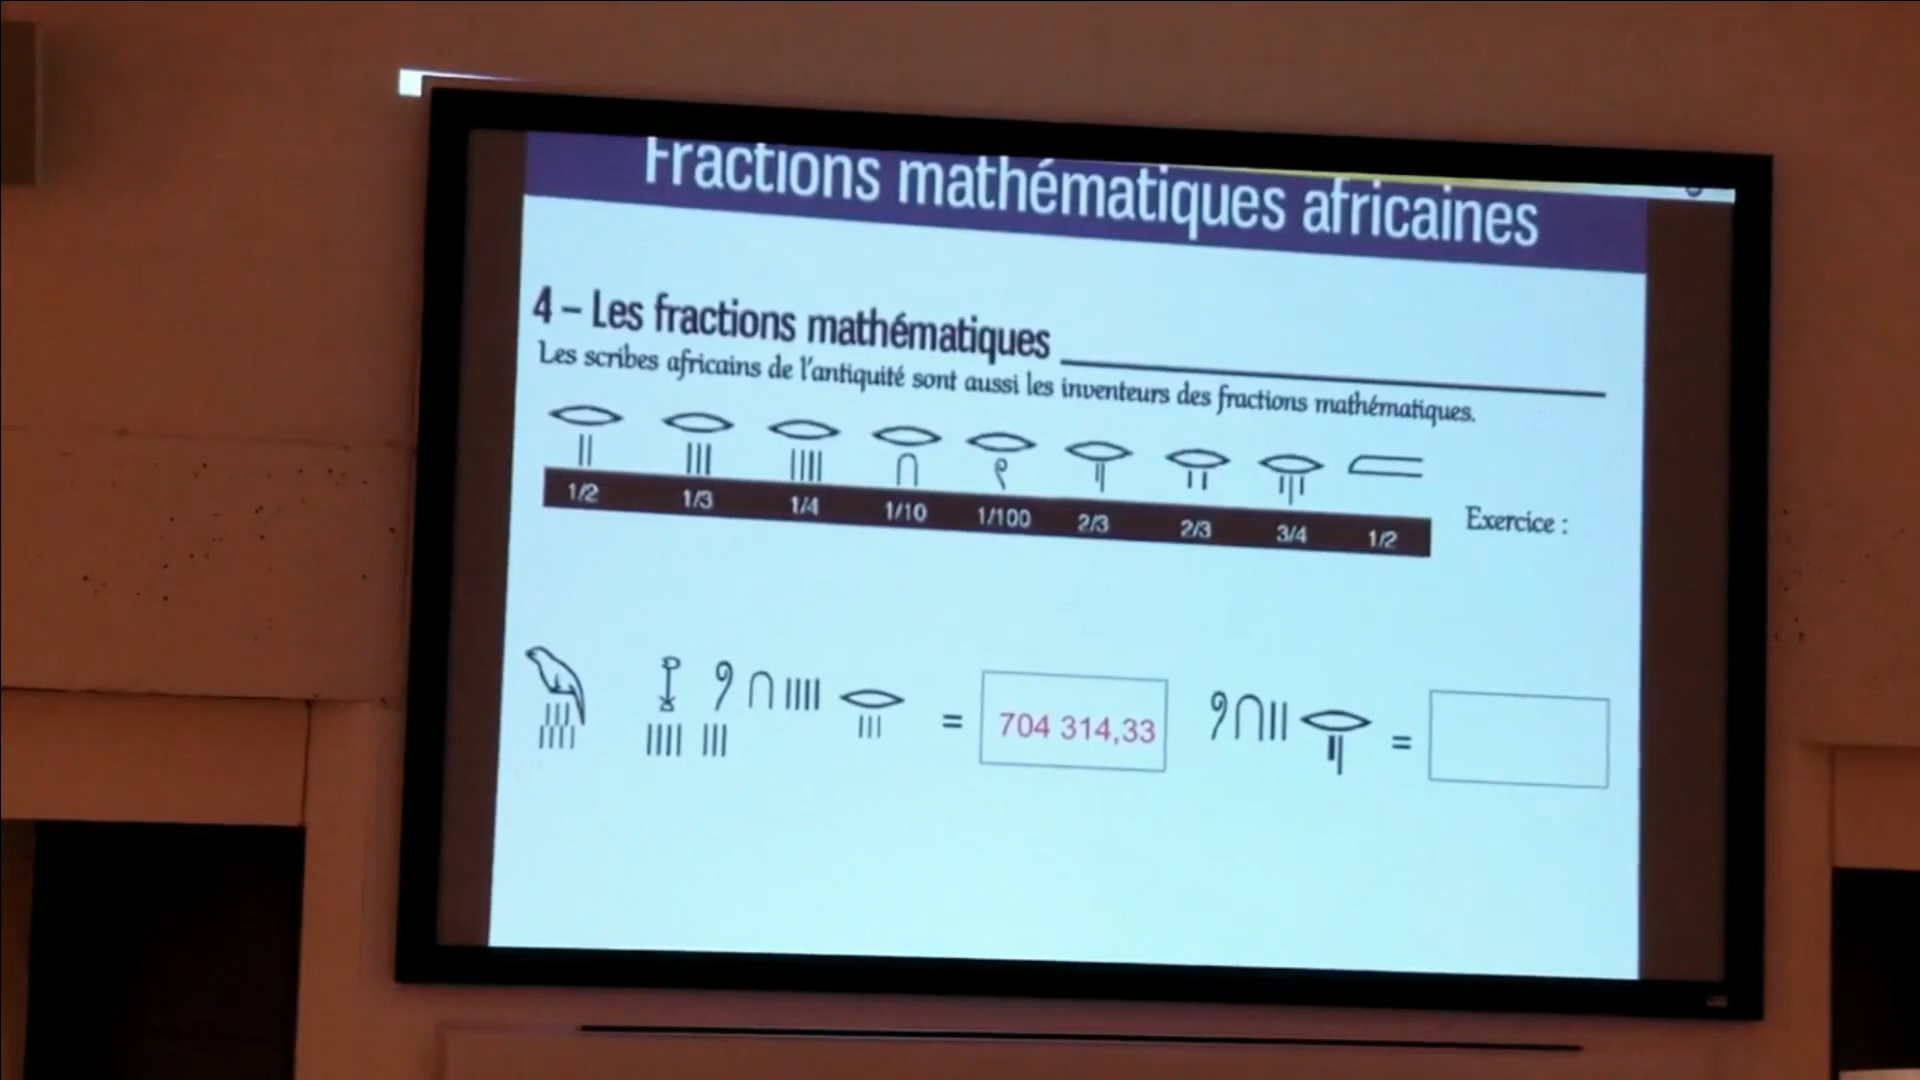 Fractions mathématiques africaines
4 – Les fractions mathématiques
Les scribes africains de l'antiquité sont aussi les inventeurs des fractions mathématiques.
1/2 1/3 1/4 1/10 1/100 2/3 2/3 3/4 1/2
Exercice :
= 704 314,33 =